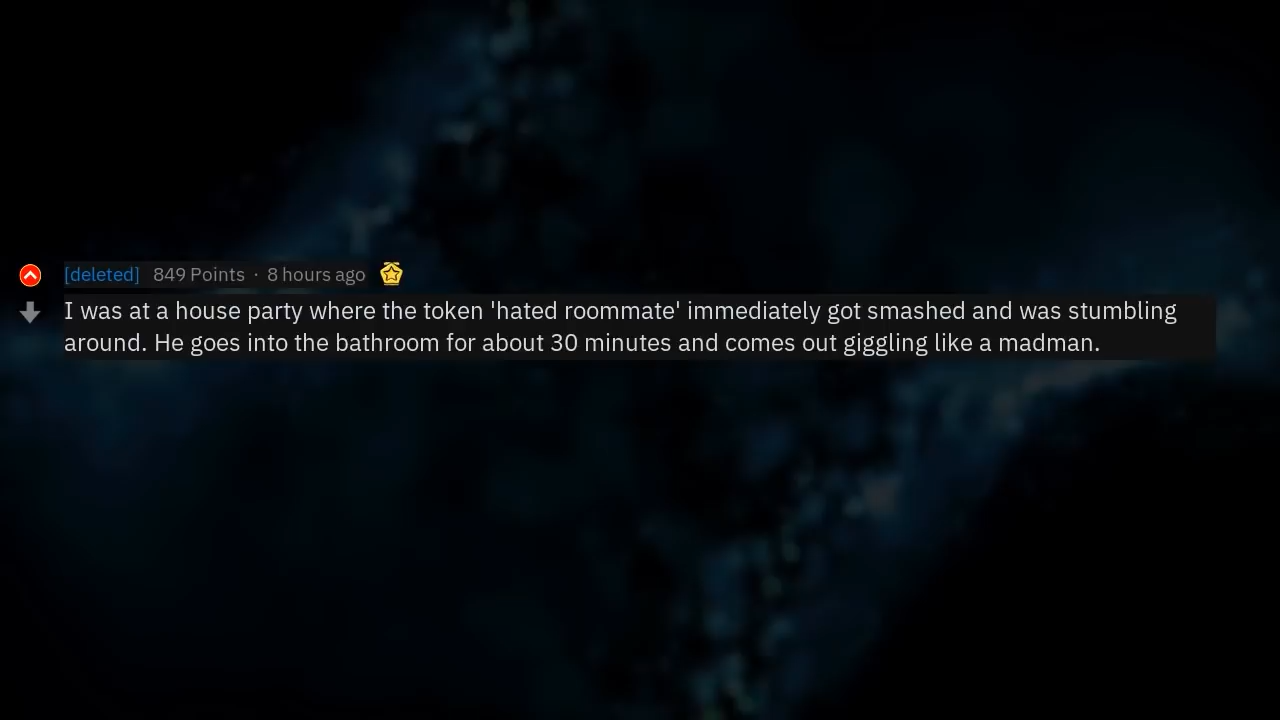 [deleted] 849 Points · 8 hours ago
I was at a house party where the token 'hated roommate' immediately got smashed and was stumbling
around. He goes into the bathroom for about 30 minutes and comes out giggling like a madman.